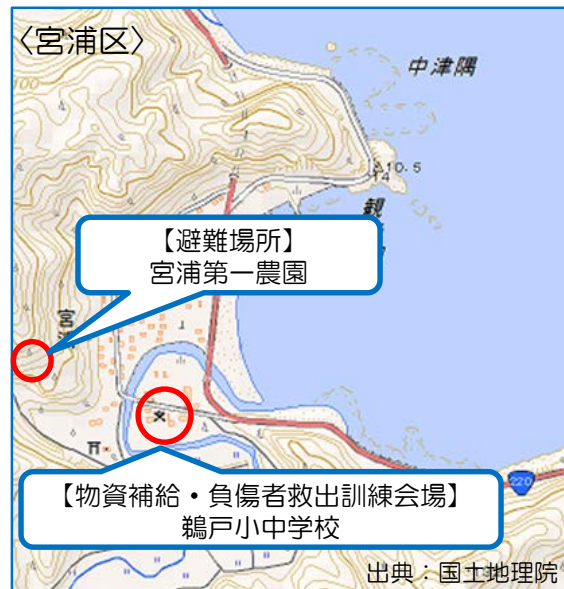 〈宮浦区〉
中津隅
10.5
観
【避難場所】
宮浦第一農園
宮浦
【物資補給・負傷者救出訓練会場】
鵜戸小中学校
220
出典：国土地理院